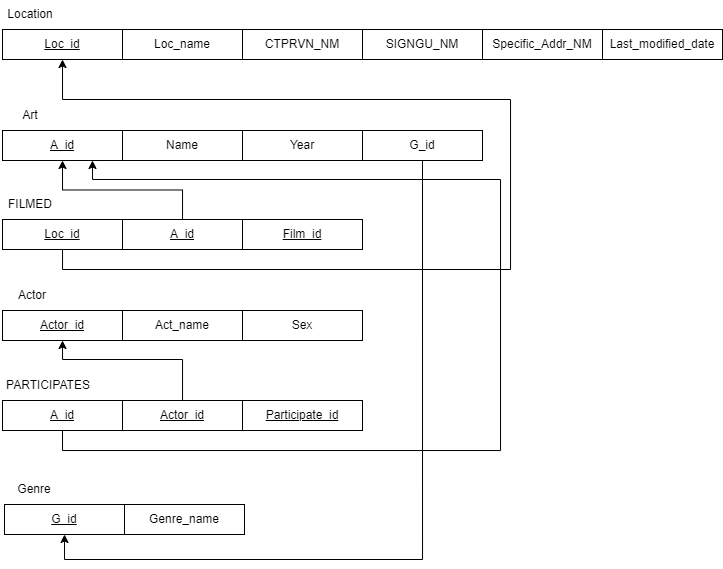 Location
Loc_id Loc_name CTPRVN_NM SIGNGU_NM Specific_Addr_NM Last_modified_date
Art
A_id Name Year G_id
FILMED
Loc_id A_id Film_id
Actor
Actor_id Act_name Sex
PARTICIPATES
A_id Actor_id Participate_id
Genre
G_id Genre_name